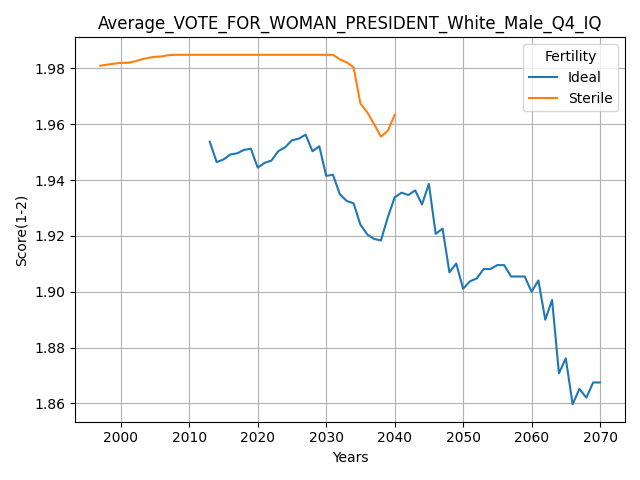 Average_VOTE_FOR_WOMAN_PRESIDENT_White_Male_Q4_IQ
Fertility
Ideal
Sterile
Score(1-2)
1.98
1.96
1.94
1.92
1.90
1.88
1.86
2000 2010 2020 2030 2040 2050 2060 2070
Years